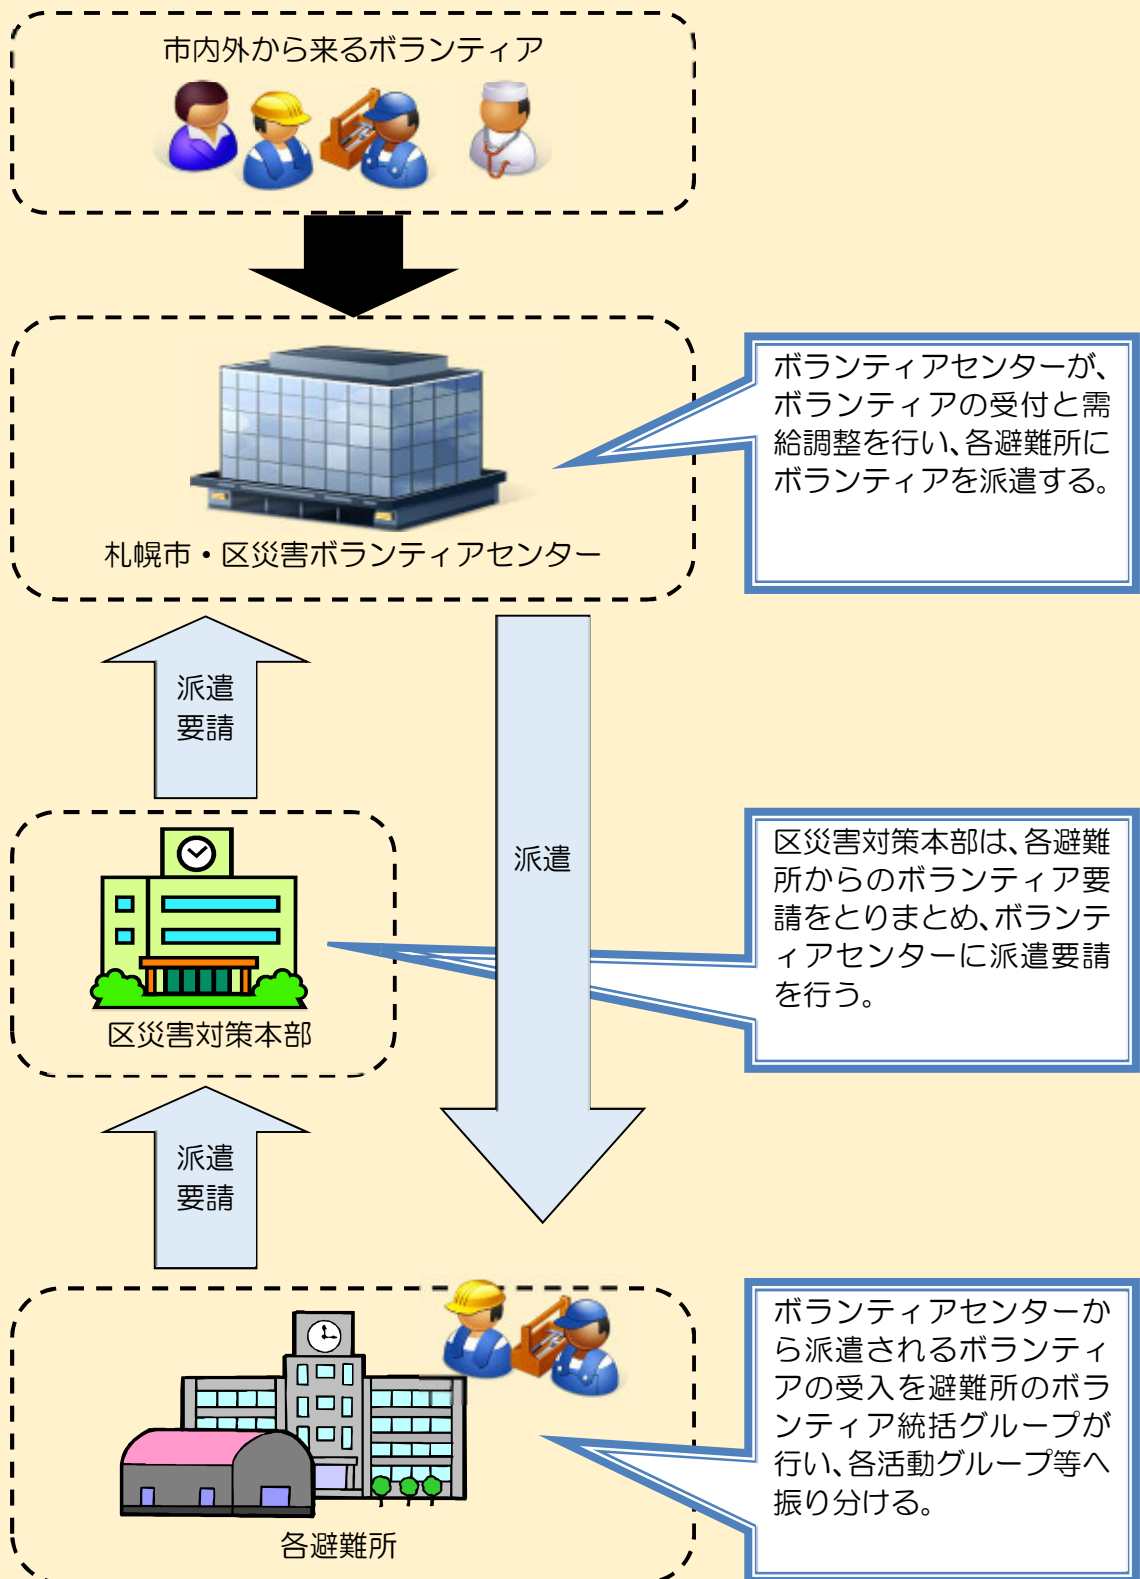 市内外から来るボランティア
ボランティアセンターが、
ボランティアの受付と需
給調整を行い、各避難所に
ボランティアを派遣する。
札幌市・区災害ボランティアセンター
派遣
要請
派遣
区災害対策本部は、各避難
所からのボランティア要
請をとりまとめ、ボランテ
ィアセンターに派遣要請
を行う。
区災害対策本部
派遣
要請
ボランティアセンターか
ら派遣されるボランティ
アの受入を避難所のボラ
ンティア統括グループが
行い、各活動グループ等へ
振り分ける。
各避難所